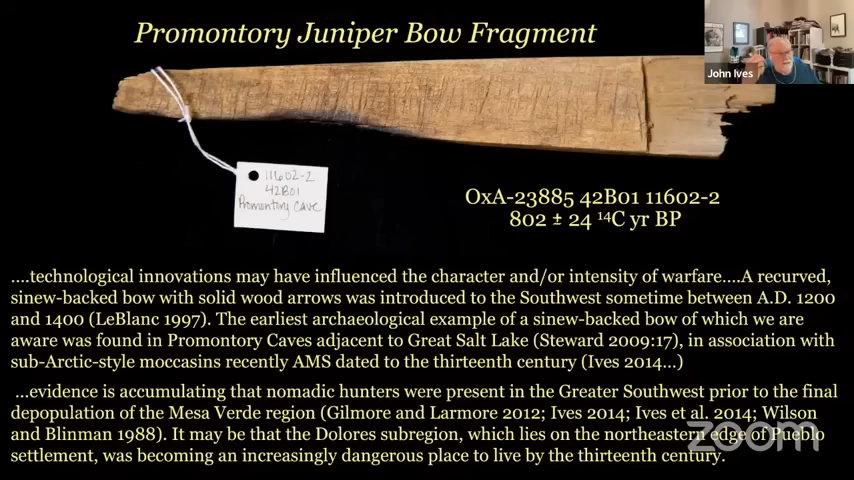 Promontory Juniper Bow Fragment
John Ives
11602-2
42B01
Promontory Cave
OxA-23885 42B01 11602-2
802 ± 24 ¹⁴C yr BP
....technological innovations may have influenced the character and/or intensity of warfare....A recurved,
sinew-backed bow with solid wood arrows was introduced to the Southwest sometime between A.D. 1200
and 1400 (LeBlanc 1997). The earliest archaeological example of a sinew-backed bow of which we are
aware was found in Promontory Caves adjacent to Great Salt Lake (Steward 2009:17), in association with
sub-Arctic-style moccasins recently AMS dated to the thirteenth century (Ives 2014...)
...evidence is accumulating that nomadic hunters were present in the Greater Southwest prior to the final
depopulation of the Mesa Verde region (Gilmore and Larmore 2012; Ives 2014; Ives et al. 2014; Wilson
and Blinman 1988). It may be that the Dolores subregion, which lies on the northeastern edge of Pueblo
settlement, was becoming an increasingly dangerous place to live by the thirteenth century.
zoom